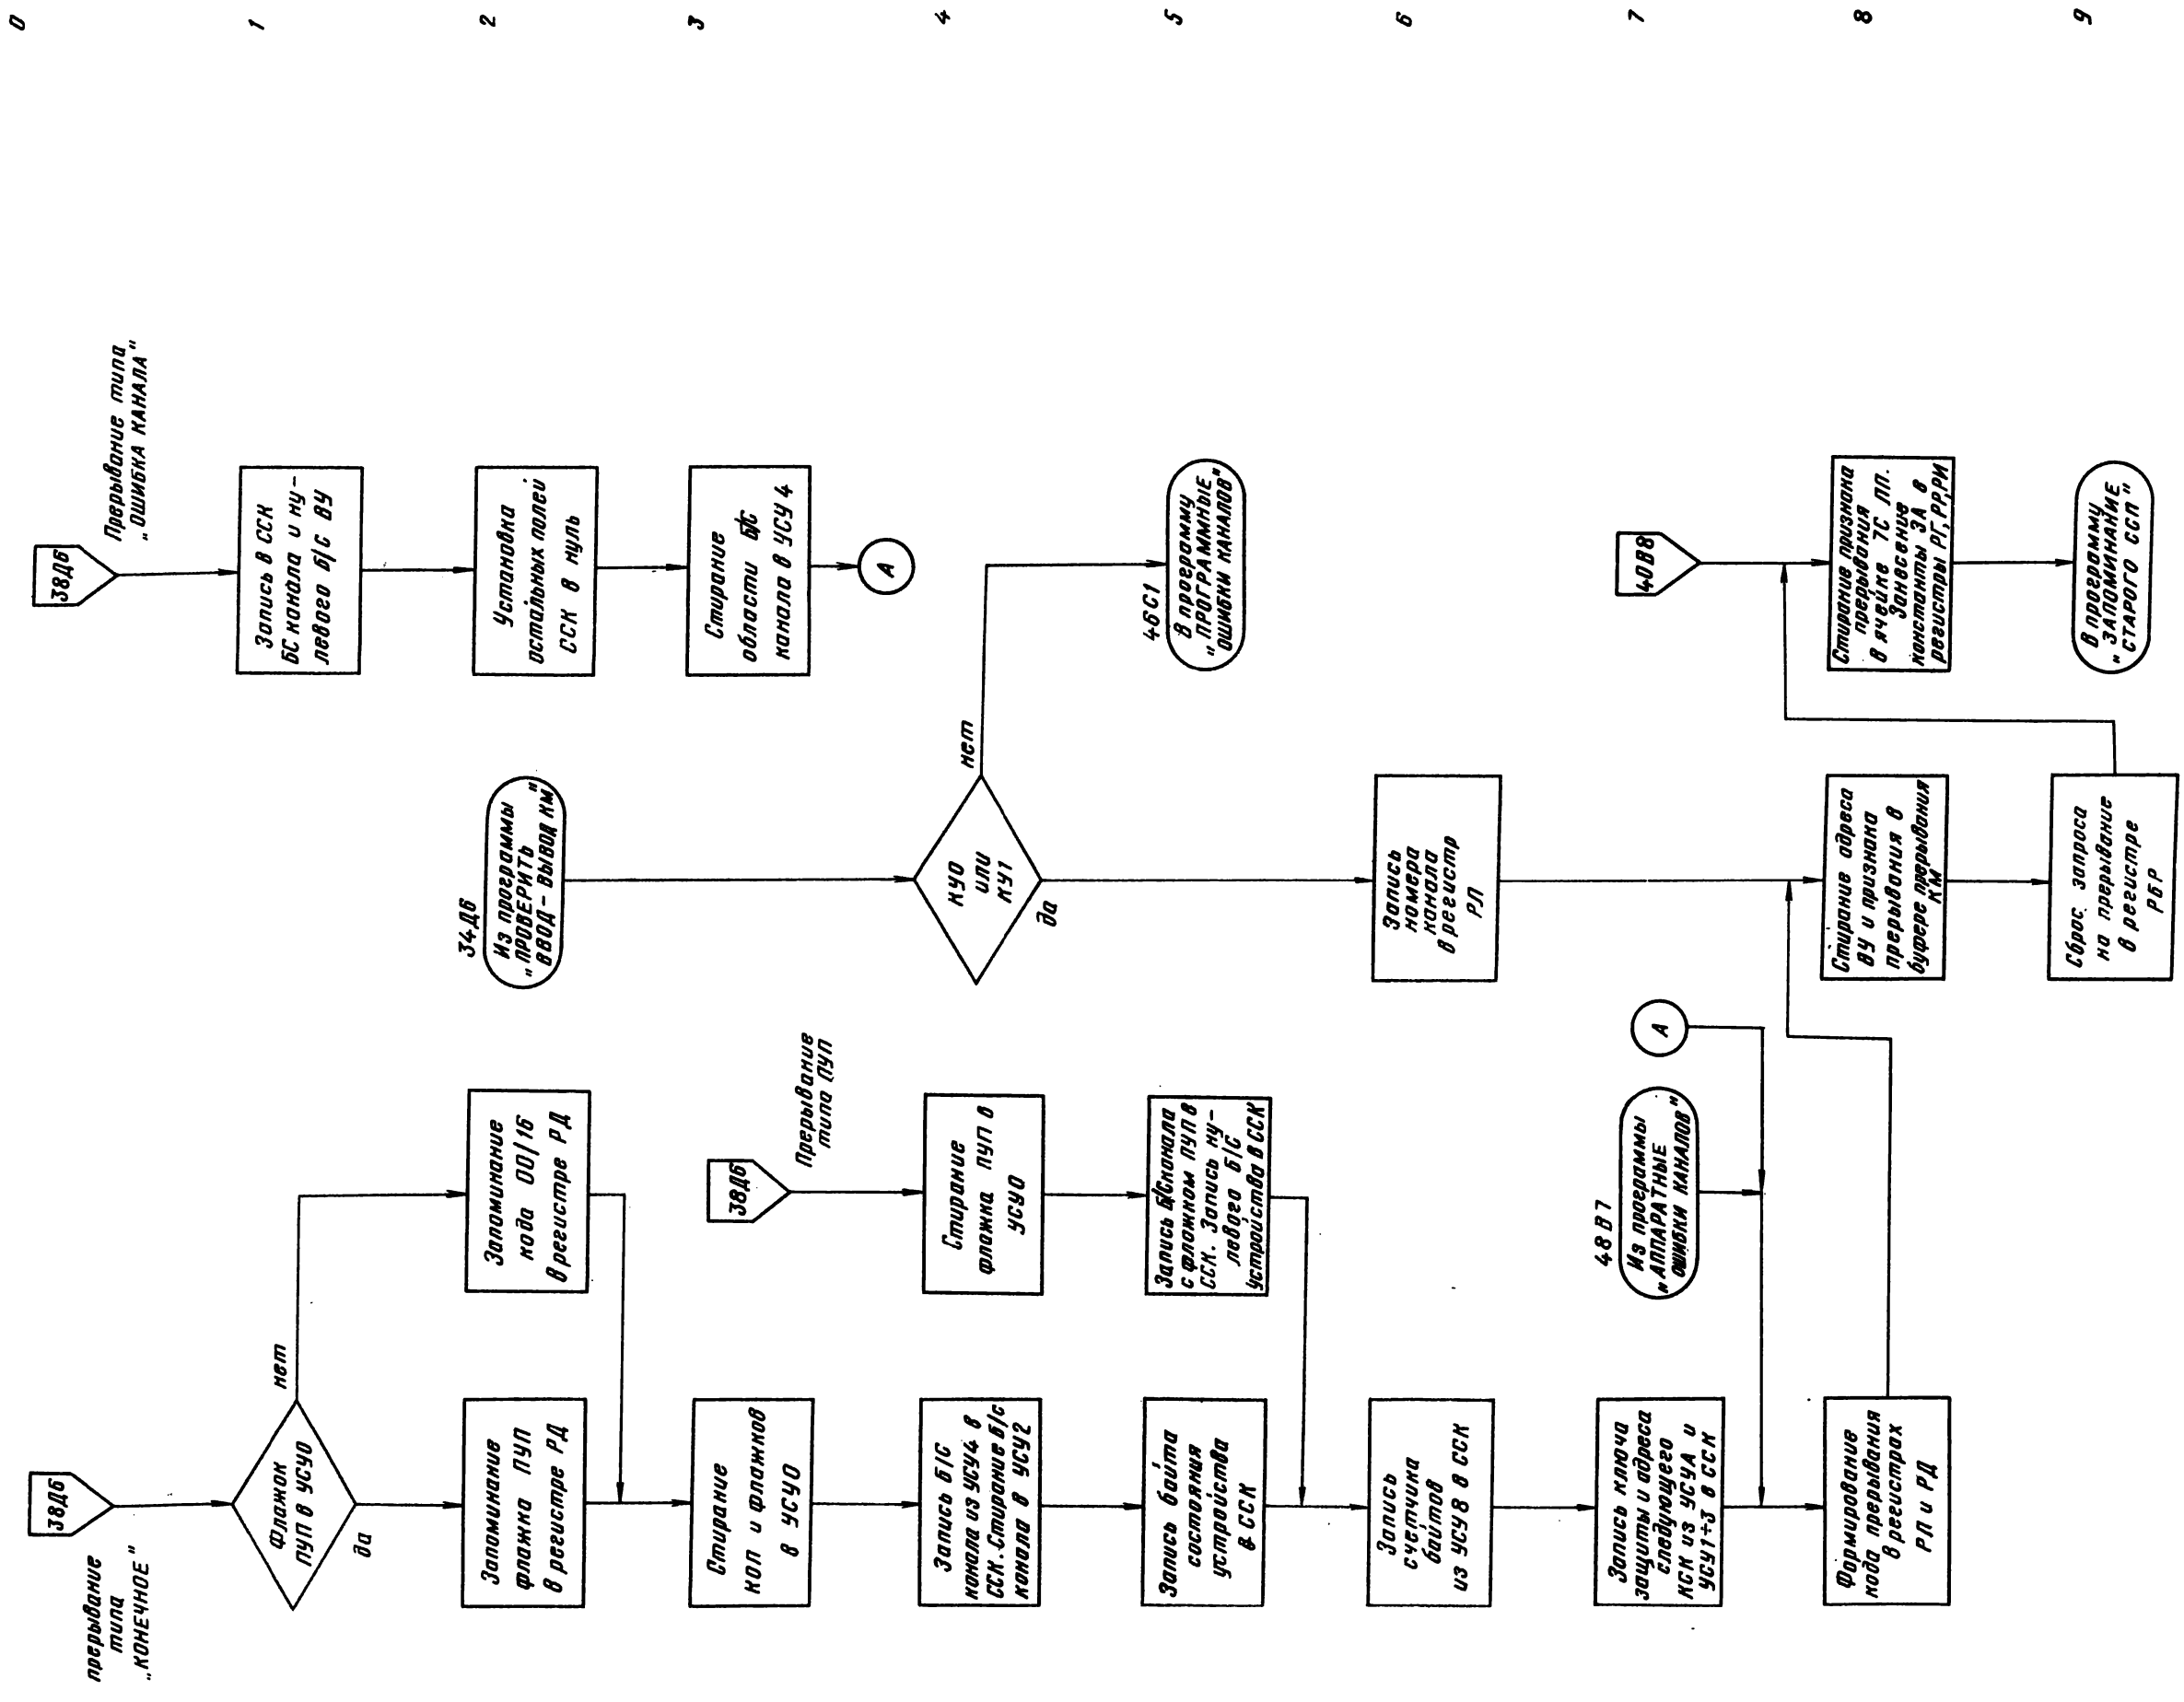 0
1
2
3
4
5
6
7
8
9
38Д6
прерывание
типа
„КОНЕЧНОЕ"
Флажок
ПУП в УСУ0
нет
да
Запоминание
флажка ПУП
в регистре РД
Запоминание
кода 00/16
в регистре РД
Стирание
КОП и флажков
в УСУ0
Запись б/С
канала из УСУ4 в
ССК. Стирание б/с
канала в УСУ2
Запись байта
состояния
устройства
в ССК
Запись
счетчика
байтов
из УСУ8 в ССК
Запись ключа
защиты и адреса
следующего
КСК из УСУА и
УСУ1÷3 в ССК
Формирование
кода прерывания
в регистрах
РЛ и РД
38Д6
Прерывание
типа ПУП
Стирание
флажка ПУП в
УСУ0
Запись Б/Сканала
с флажком ПУП в
ССК. Запись ну-
левого б/С
устройства в ССК
48В7
Из программы
„АППАРАТНЫЕ
ОШИБКИ КАНАЛОВ"
А
34Д6
Из программы
„ПРОВЕРИТЬ
ВВОД-ВЫВОД КМ"
КУ0
или
КУ1
нет
да
Запись
номера
канала
в регистр
РЛ
Стирание адреса
ВУ и признака
прерывания в
буфере прерывания
КМ
Сброс запроса
на прерывание
в регистре
РБР
38Д6
Прерывание типа
„ОШИБКА КАНАЛА"
Запись в ССК
БС канала и ну-
левого б/С ВУ
Установка
остальных полей
ССК в нуль
Стирание
области б/С
канала в УСУ4
А
46С1
В программу
„ПРОГРАММНЫЕ
ОШИБКИ КАНАЛОВ"
40В8
Стирание признака
прерывания
в ячейке 7С ЛП.
Занесение
константы ЗА в
регистры РГ,РР,РИ
В программу
„ЗАПОМИНАНИЕ
СТАРОГО ССП"